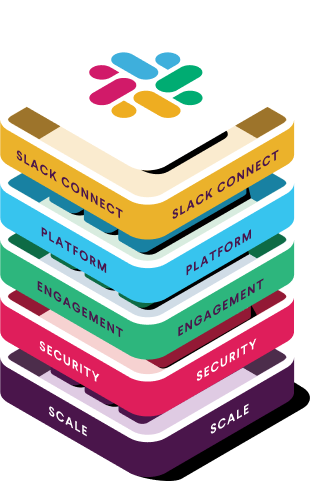 SLACK CONNECT SLACK CONNECT
PLATFORM PLATFORM
ENGAGEMENT ENGAGEMENT
SECURITY SECURITY
SCALE SCALE